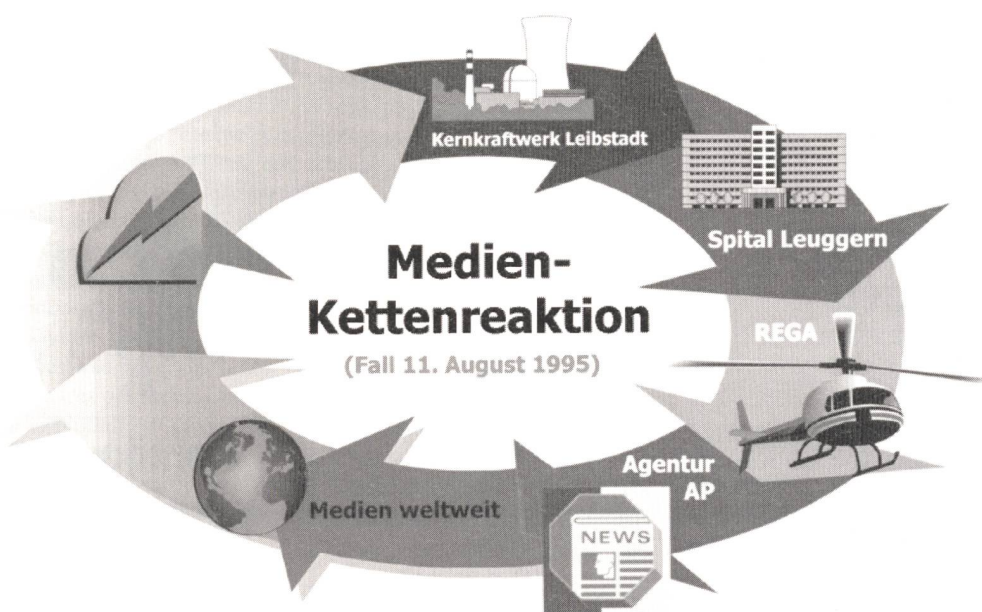 Kernkraftwerk Leibstadt
Spital Leuggern
Medien-
Kettenreaktion
(Fall 11. August 1995)
REGA
Agentur
AP
NEWS
Medien weltweit